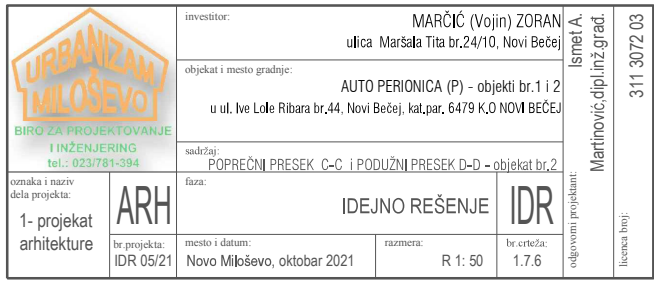 URBANIZAM
MILOŠEVO
BIRO ZA PROJEKTOVANJE
I INŽENJERING
tel.: 023/781-394
investitor:
MARČIĆ (Vojin) ZORAN
ulica Maršala Tita br.24/10, Novi Bečej
objekat i mesto gradnje:
AUTO PERIONICA (P) - objekti br.1 i 2
u ul. Ive Lole Ribara br.44, Novi Bečej, kat.par. 6479 K.O NOVI BEČEJ
sadržaj:
POPREČNI PRESEK C-C i PODUŽNI PRESEK D-D - objekat br.2
oznaka i naziv
dela projekta:
1- projekat
arhitekture
ARH
faza:
IDEJNO REŠENJE
IDR
br.projekta:
IDR 05/21
mesto i datum:
Novo Miloševo, oktobar 2021
razmera:
R 1: 50
br.crteža:
1.7.6
odgovorni projektant:
Ismet A.
Martinović,dipl.inž.građ.
licenca broj:
311 3072 03